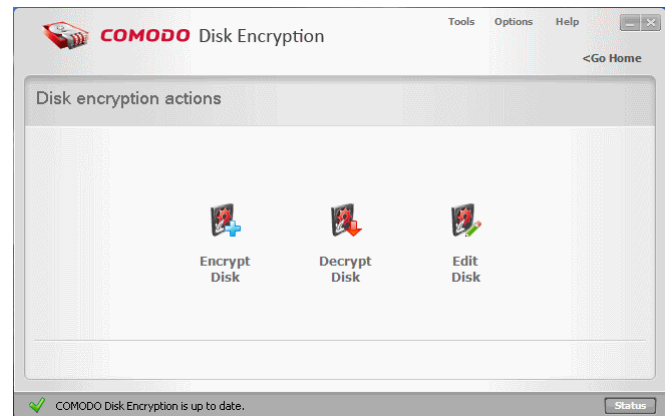 Tools Options Help
COMODO Disk Encryption
<Go Home
Disk encryption actions
Encrypt Disk
Decrypt Disk
Edit Disk
COMODO Disk Encryption is up to date.
Status